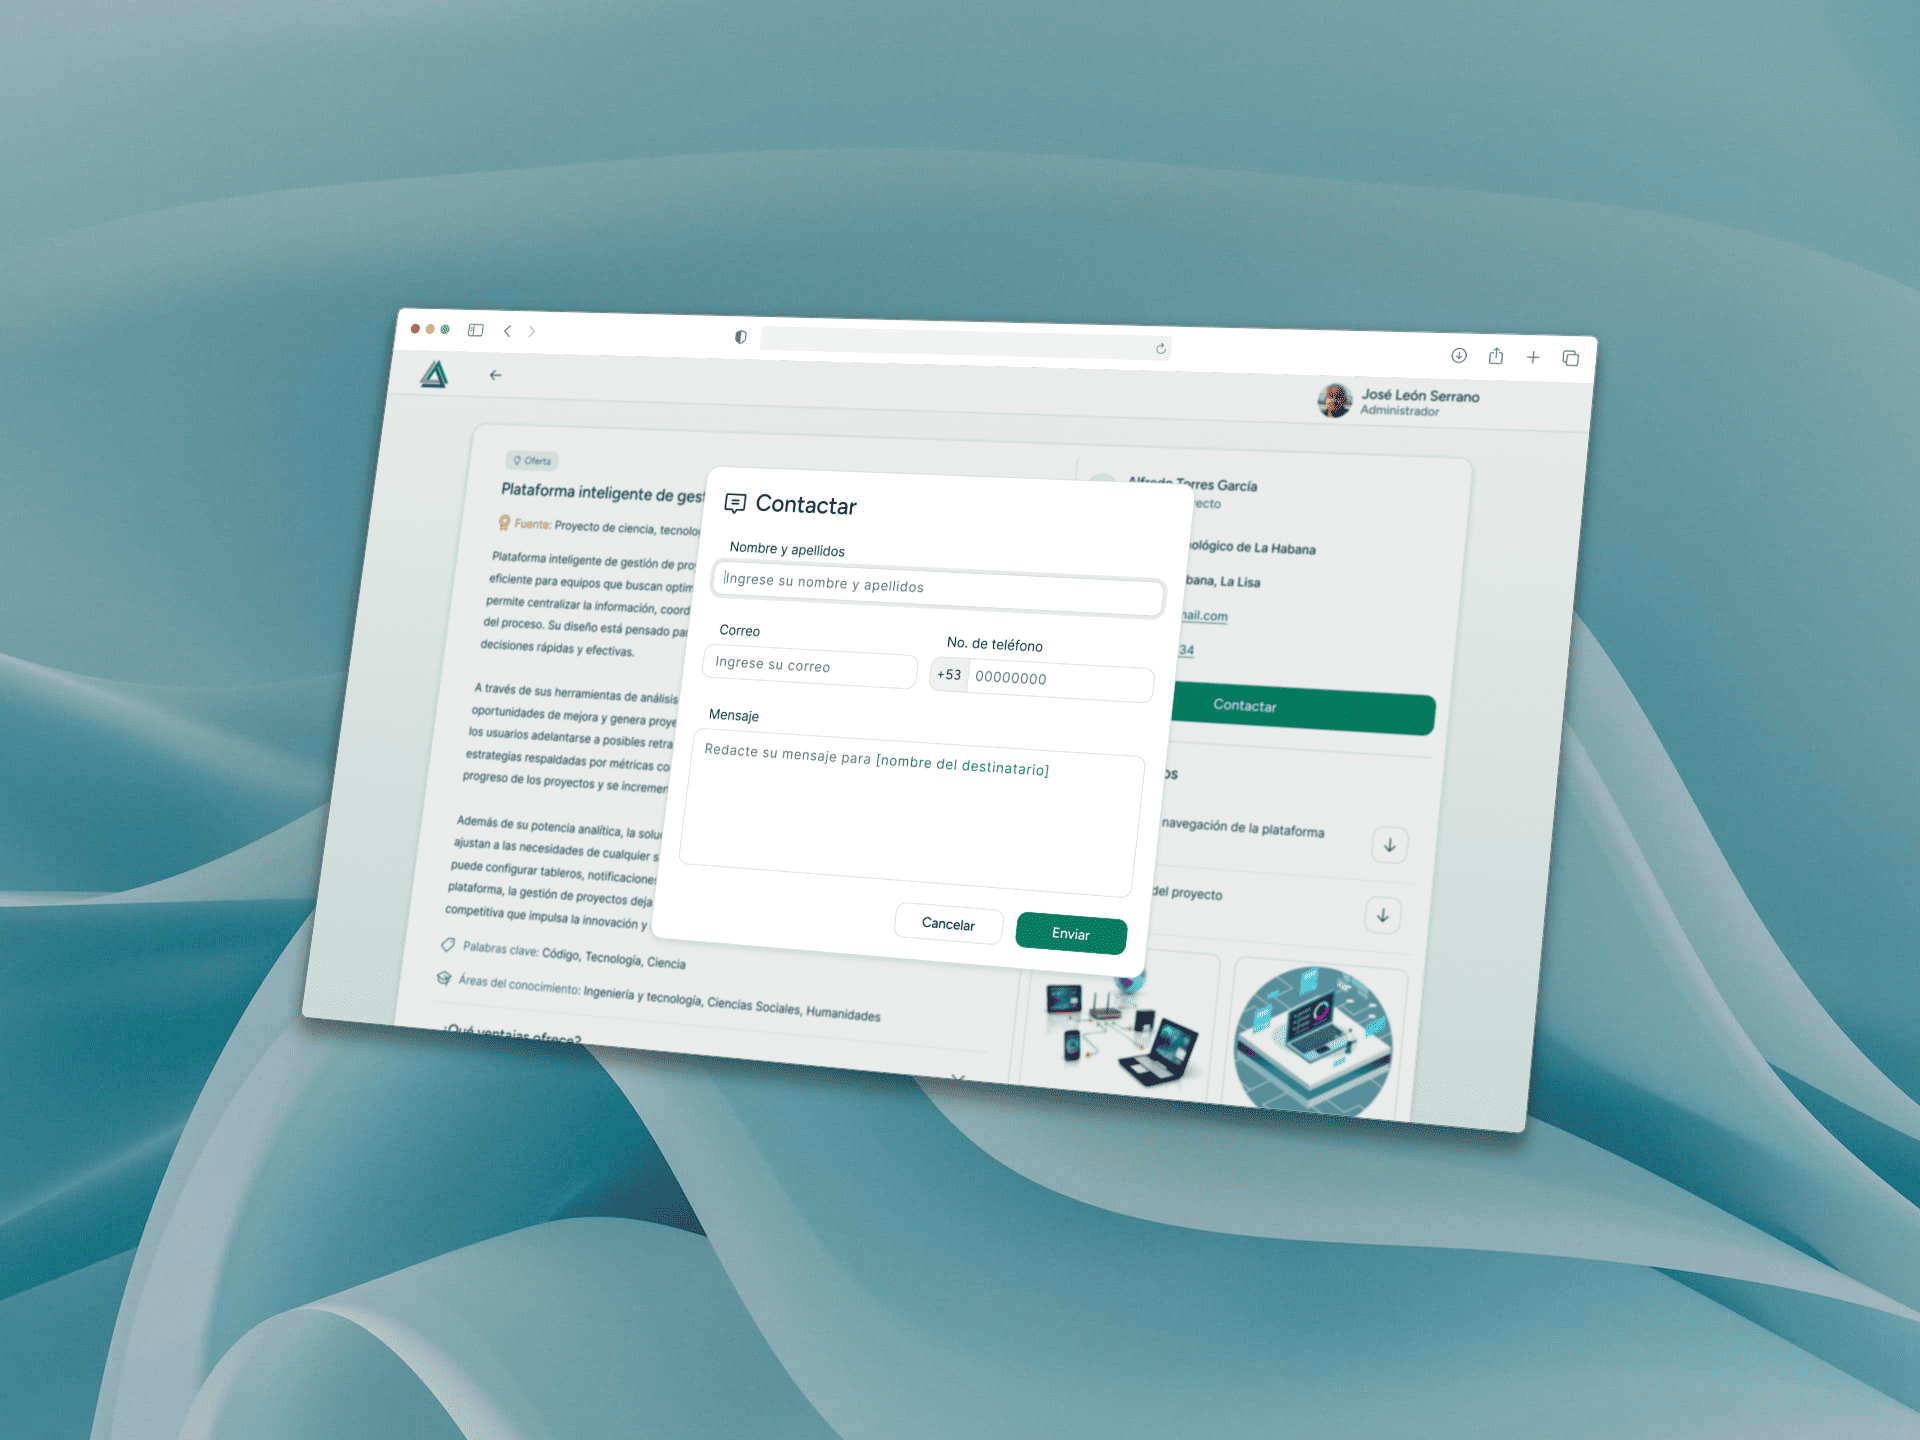 José León Serrano
Administrador
Oferta
Plataforma inteligente de gest
Fuente: Proyecto de ciencia, tecnolo
Plataforma inteligente de gestión de pro
eficiente para equipos que buscan optim
permite centralizar la información, coord
del proceso. Su diseño está pensado par
decisiones rápidas y efectivas.
A través de sus herramientas de análisis
oportunidades de mejora y genera proye
los usuarios adelantarse a posibles retra
estrategias respaldadas por métricas co
progreso de los proyectos y se incremen
Además de su potencia analítica, la solu
ajustan a las necesidades de cualquier s
puede configurar tableros, notificaciones
plataforma, la gestión de proyectos deja
competitiva que impulsa la innovación y
Palabras clave: Código, Tecnología, Ciencia
Áreas del conocimiento: Ingeniería y tecnología, Ciencias Sociales, Humanidades
¿Qué ventajas ofrece?
Contactar
Nombre y apellidos
Ingrese su nombre y apellidos
Correo
Ingrese su correo
No. de teléfono
+53 00000000
Mensaje
Redacte su mensaje para [nombre del destinatario]
Cancelar
Enviar
Alfredo Torres García
yecto
nológico de La Habana
bana, La Lisa
mail.com
34
Contactar
os
navegación de la plataforma
del proyecto